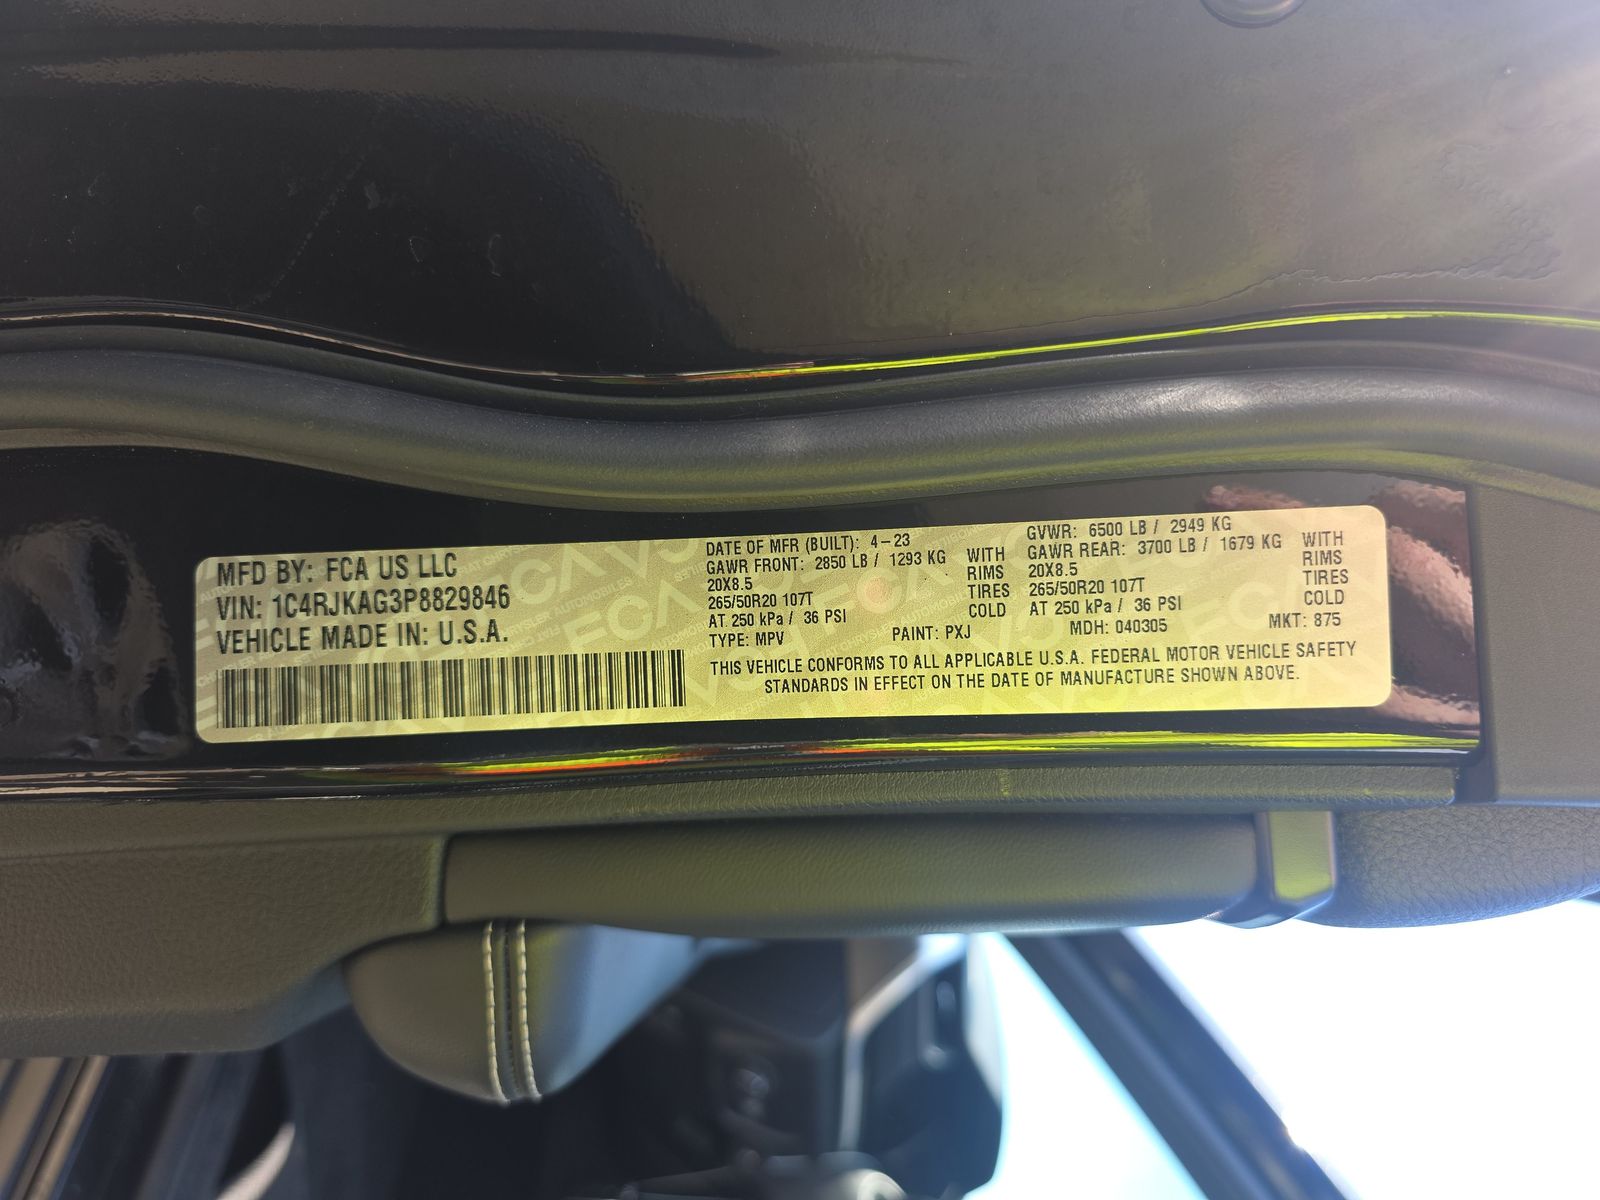 MFD BY: FCA US LLC
VIN: 1C4RJKAG3P8829846
VEHICLE MADE IN: U.S.A.
DATE OF MFR (BUILT): 4-23
GAWR FRONT: 2850 LB / 1293 KG WITH
20X8.5 RIMS
265/50R20 107T TIRES
AT 250 kPa / 36 PSI COLD
GVWR: 6500 LB / 2949 KG
GAWR REAR: 3700 LB / 1679 KG WITH
20X8.5 RIMS
265/50R20 107T TIRES
AT 250 kPa / 36 PSI COLD
TYPE: MPV PAINT: PXJ MDH: 040305 MKT: 875
THIS VEHICLE CONFORMS TO ALL APPLICABLE U.S.A. FEDERAL MOTOR VEHICLE SAFETY
STANDARDS IN EFFECT ON THE DATE OF MANUFACTURE SHOWN ABOVE.